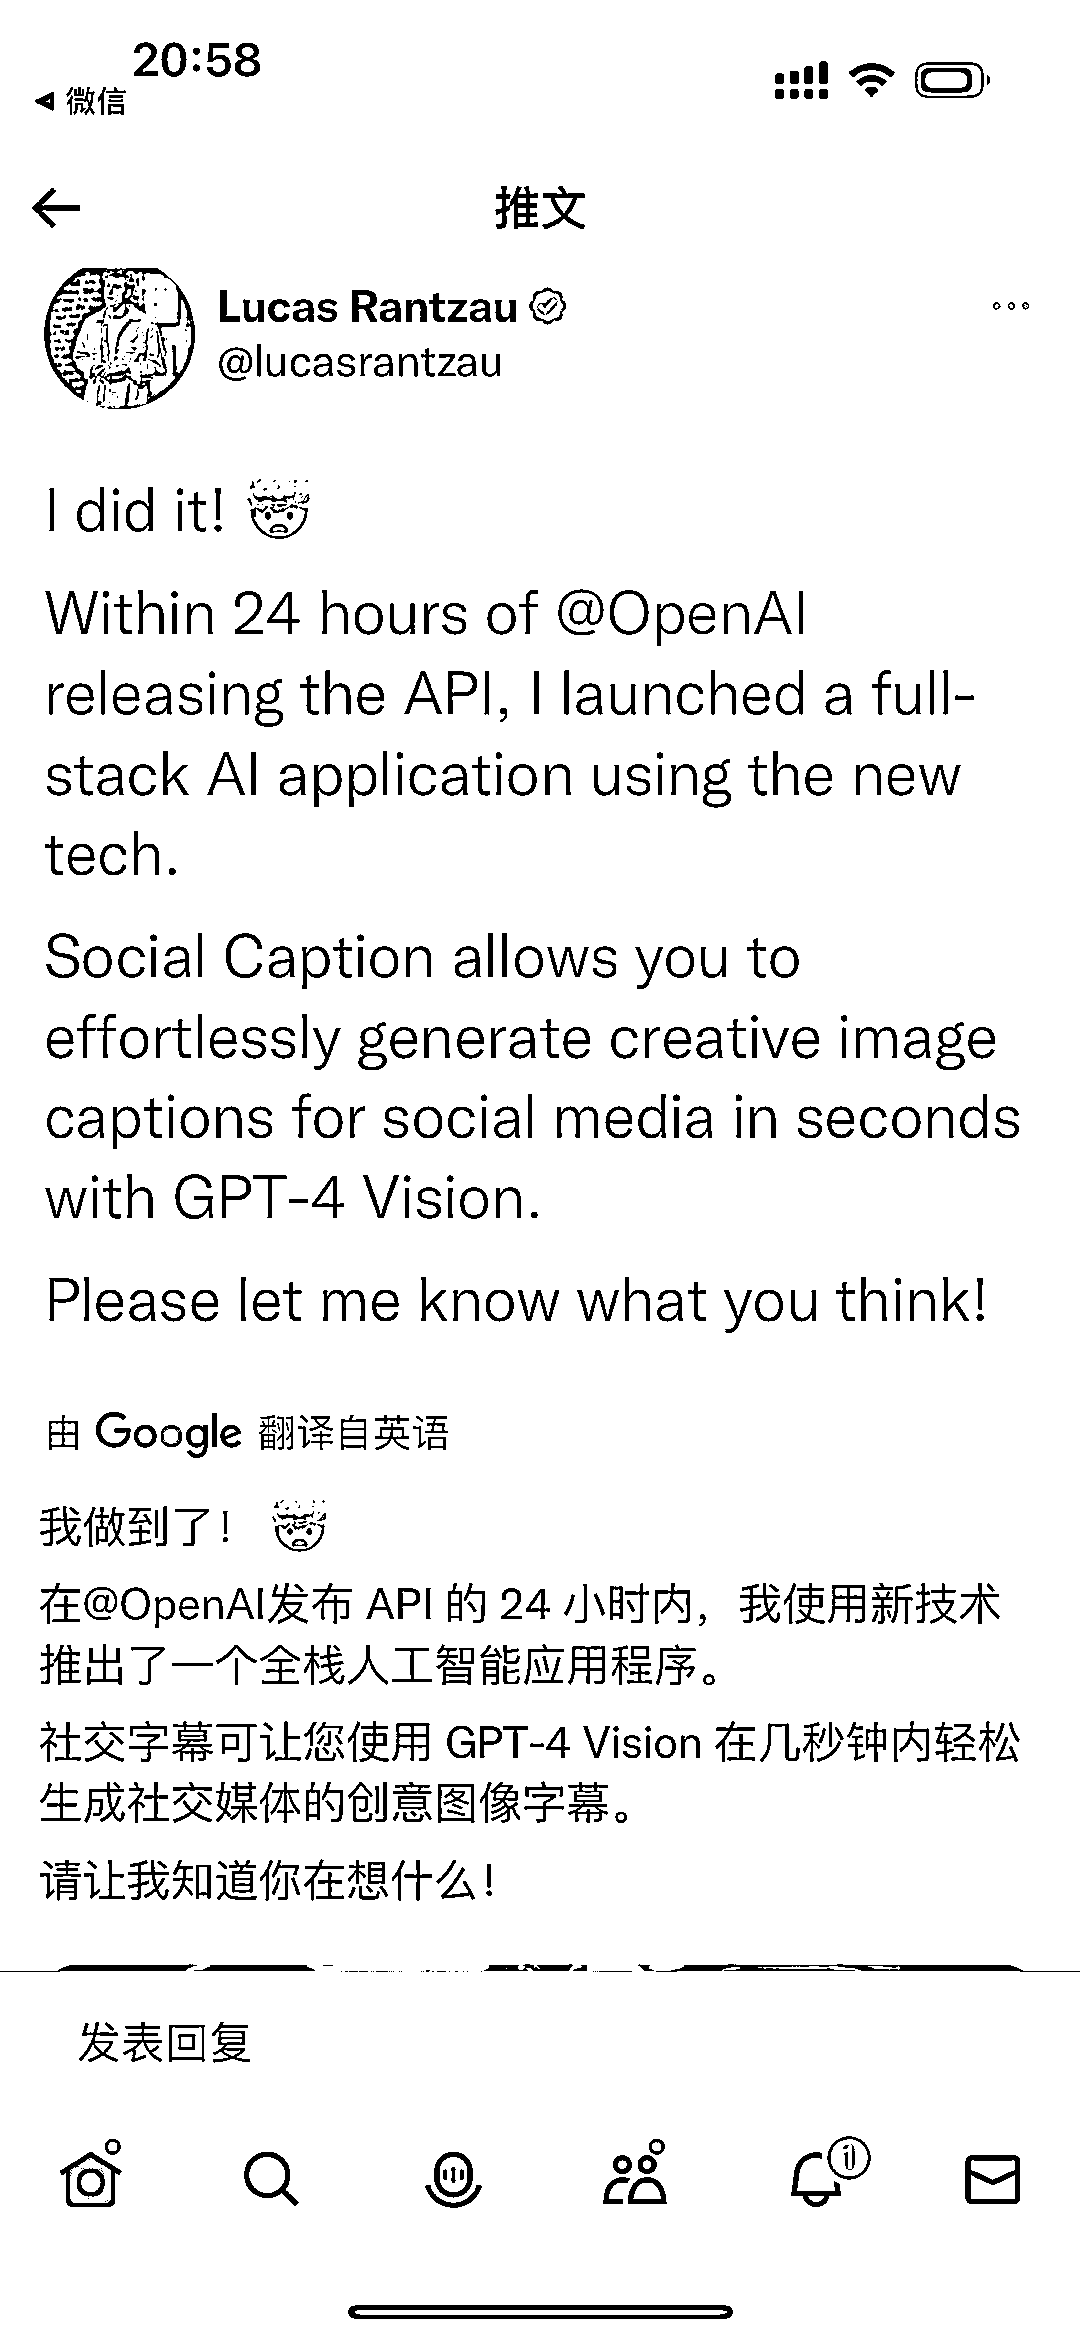 20:58
微信
推文
Lucas Rantzau
@lucasrantzau
I did it! 🤯
Within 24 hours of @OpenAI
releasing the API, I launched a full-
stack AI application using the new
tech.
Social Caption allows you to
effortlessly generate creative image
captions for social media in seconds
with GPT-4 Vision.
Please let me know what you think!
由 Google 翻译自英语
我做到了！ 🤯
在@OpenAI发布 API 的 24 小时内，我使用新技术
推出了一个全栈人工智能应用程序。
社交字幕可让您使用 GPT-4 Vision 在几秒钟内轻松
生成社交媒体的创意图像字幕。
请让我知道你在想什么！
发表回复
1